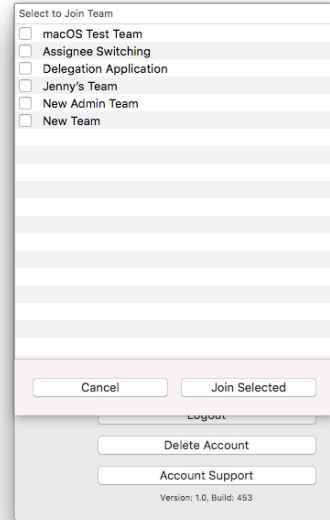 Select to Join Team
macOS Test Team
Assignee Switching
Delegation Application
Jenny's Team
New Admin Team
New Team
Cancel
Join Selected
Logout
Delete Account
Account Support
Version: 1.0, Build: 453